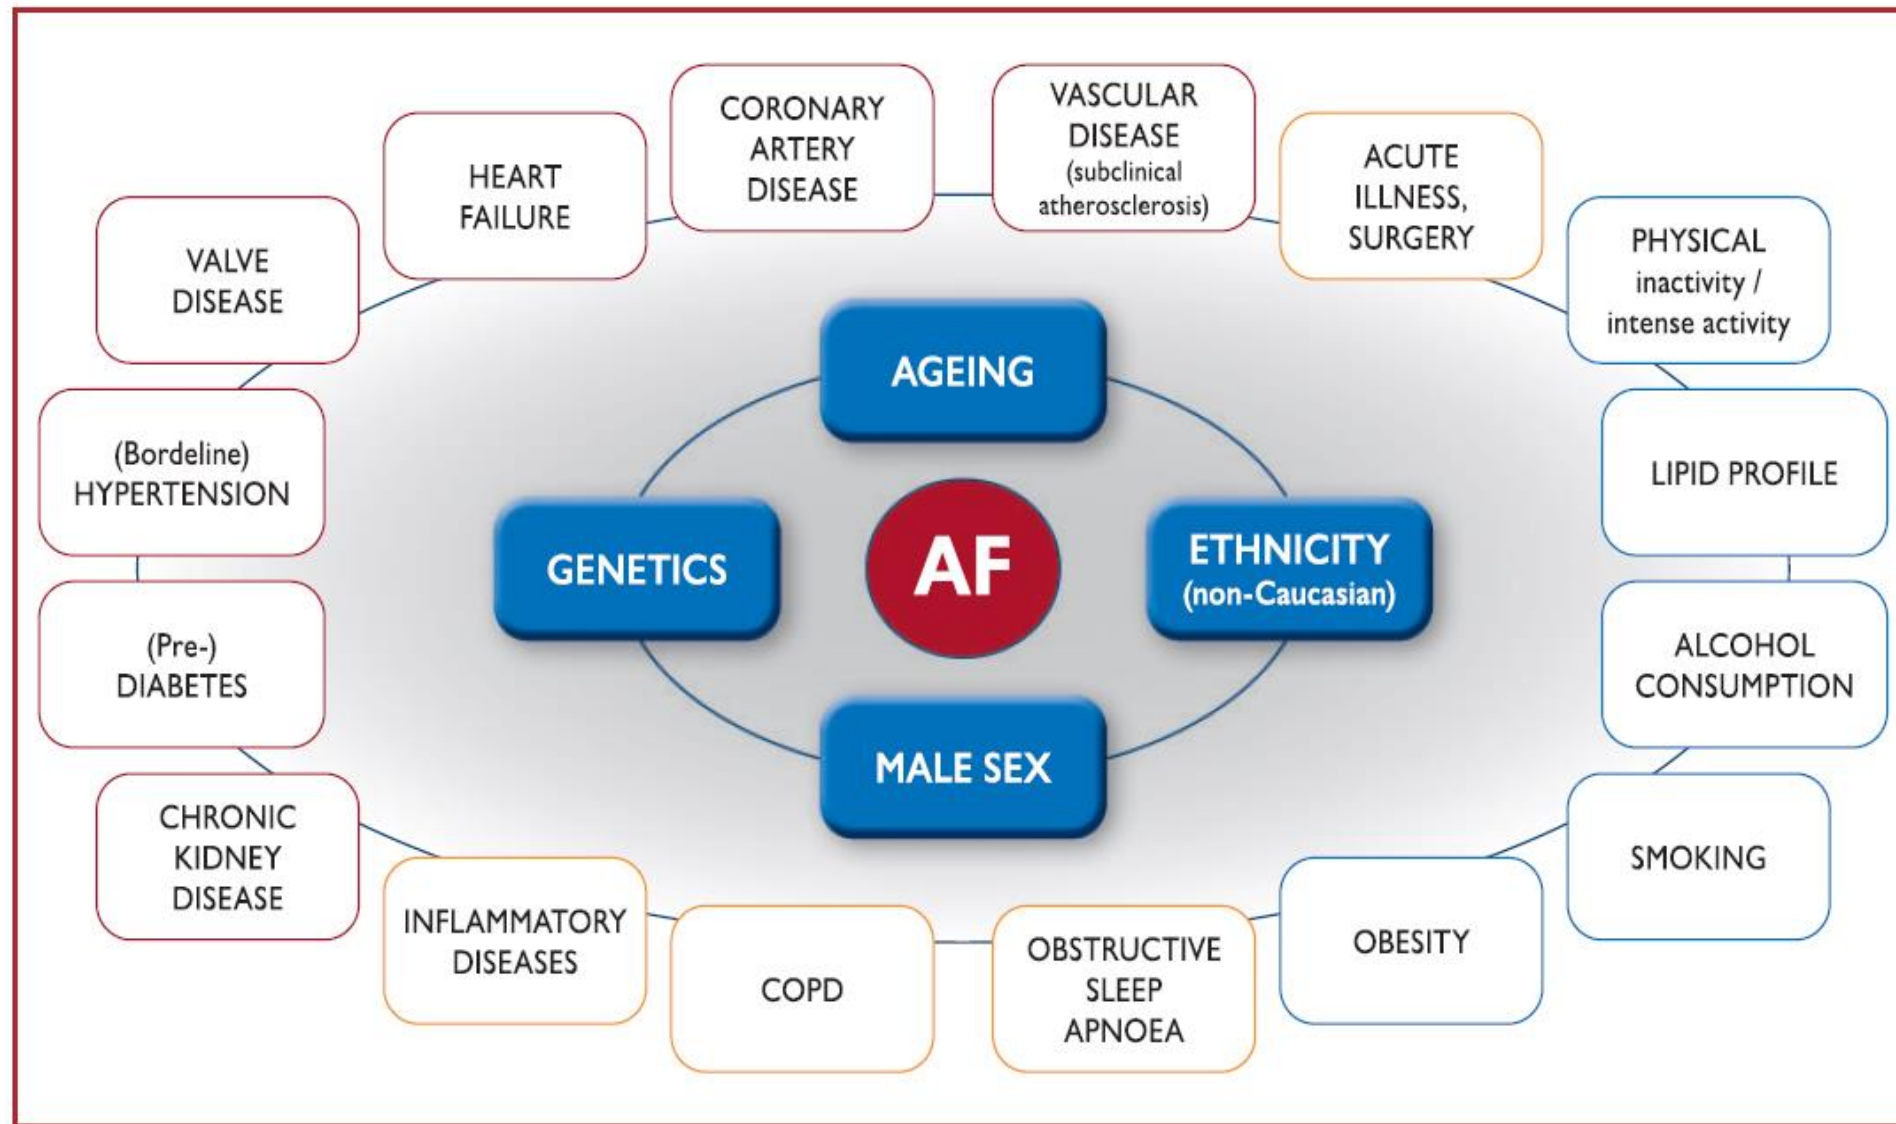 CORONARY
ARTERY
DISEASE
VASCULAR
DISEASE
(subclinical
atherosclerosis)
HEART
FAILURE
ACUTE
ILLNESS,
SURGERY
VALVE
DISEASE
PHYSICAL
inactivity /
intense activity
AGEING
(Bordeline)
HYPERTENSION
LIPID PROFILE
GENETICS
AF
ETHNICITY
(non-Caucasian)
(Pre-)
DIABETES
ALCOHOL
CONSUMPTION
MALE SEX
CHRONIC
KIDNEY
DISEASE
SMOKING
INFLAMMATORY
DISEASES
COPD
OBSTRUCTIVE
SLEEP
APNOEA
OBESITY